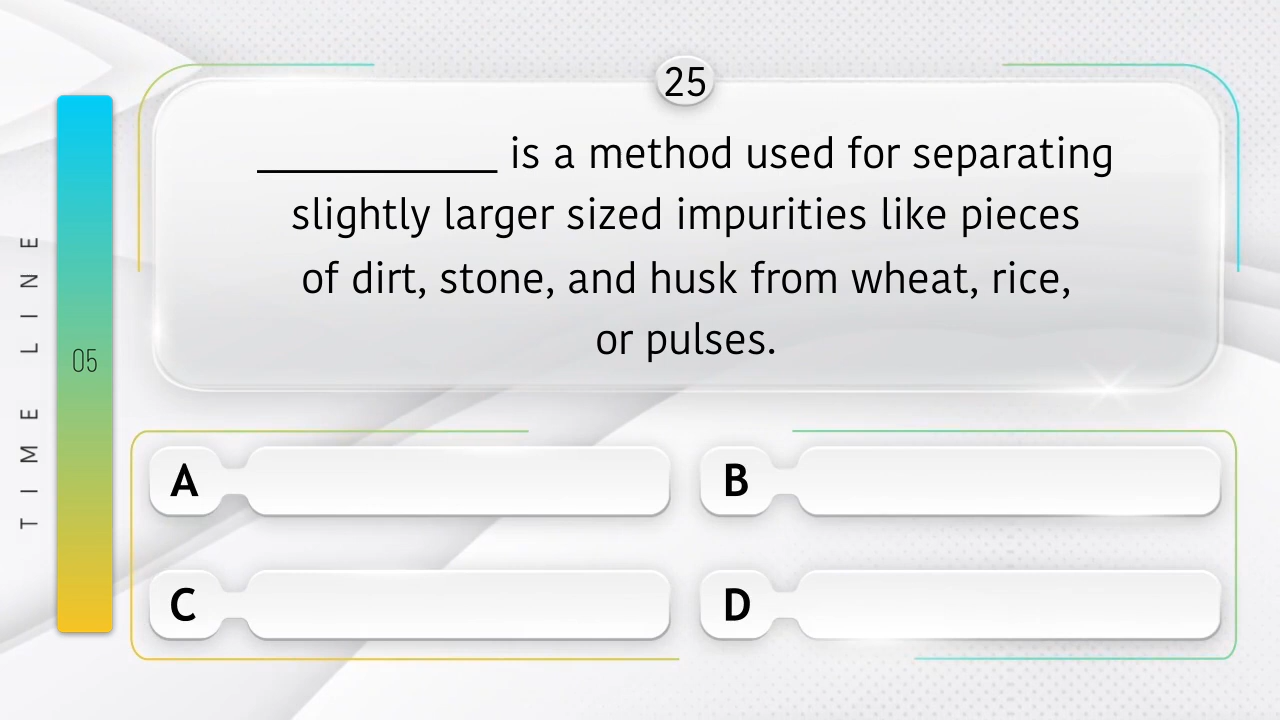 25
____________ is a method used for separating
slightly larger sized impurities like pieces
of dirt, stone, and husk from wheat, rice,
or pulses.
TIME LINE
05
A
B
C
D